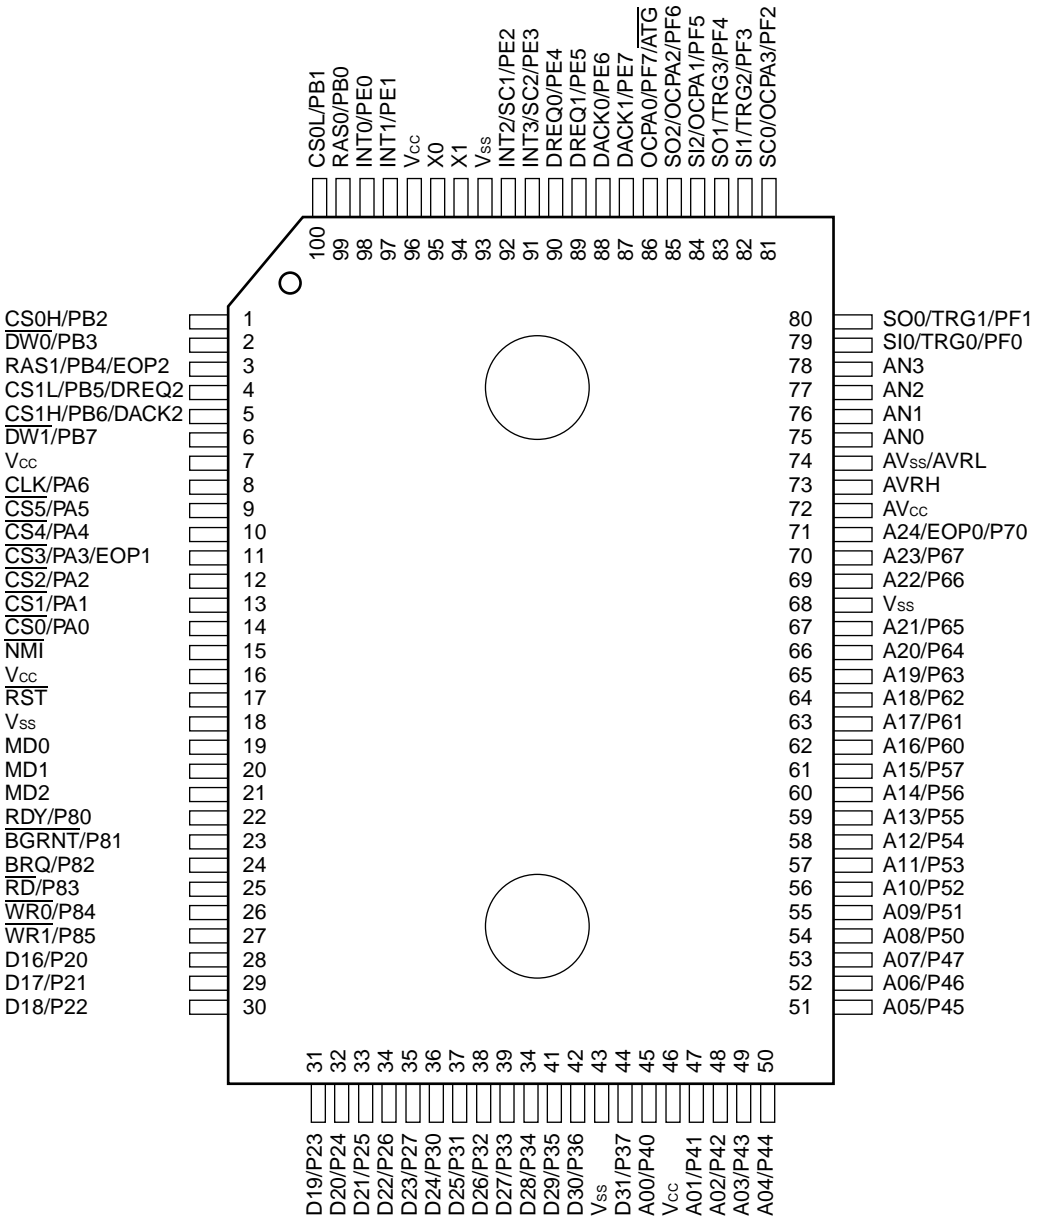 CS0L/PB1
RAS0/PB0
INT0/PE0
INT1/PE1
Vcc
X0
X1
Vss
INT2/SC1/PE2
INT3/SC2/PE3
DREQ0/PE4
DREQ1/PE5
DACK0/PE6
DACK1/PE7
OCPA0/PF7/ATG
SO2/OCPA2/PF6
SI2/OCPA1/PF5
SO1/TRG3/PF4
SI1/TRG2/PF3
SC0/OCPA3/PF2
100
99
98
97
96
95
94
93
92
91
90
89
88
87
86
85
84
83
82
81
CS0H/PB2 1
DW0/PB3 2
RAS1/PB4/EOP2 3
CS1L/PB5/DREQ2 4
CS1H/PB6/DACK2 5
DW1/PB7 6
Vcc 7
CLK/PA6 8
CS5/PA5 9
CS4/PA4 10
CS3/PA3/EOP1 11
CS2/PA2 12
CS1/PA1 13
CS0/PA0 14
NMI 15
Vcc 16
RST 17
Vss 18
MD0 19
MD1 20
MD2 21
RDY/P80 22
BGRNT/P81 23
BRQ/P82 24
RD/P83 25
WR0/P84 26
WR1/P85 27
D16/P20 28
D17/P21 29
D18/P22 30
80 SO0/TRG1/PF1
79 SI0/TRG0/PF0
78 AN3
77 AN2
76 AN1
75 AN0
74 AVss/AVRL
73 AVRH
72 AVcc
71 A24/EOP0/P70
70 A23/P67
69 A22/P66
68 Vss
67 A21/P65
66 A20/P64
65 A19/P63
64 A18/P62
63 A17/P61
62 A16/P60
61 A15/P57
60 A14/P56
59 A13/P55
58 A12/P54
57 A11/P53
56 A10/P52
55 A09/P51
54 A08/P50
53 A07/P47
52 A06/P46
51 A05/P45
31
32
33
34
35
36
37
38
39
34
41
42
43
44
45
46
47
48
49
50
D19/P23
D20/P24
D21/P25
D22/P26
D23/P27
D24/P30
D25/P31
D26/P32
D27/P33
D28/P34
D29/P35
D30/P36
Vss
D31/P37
A00/P40
Vcc
A01/P41
A02/P42
A03/P43
A04/P44